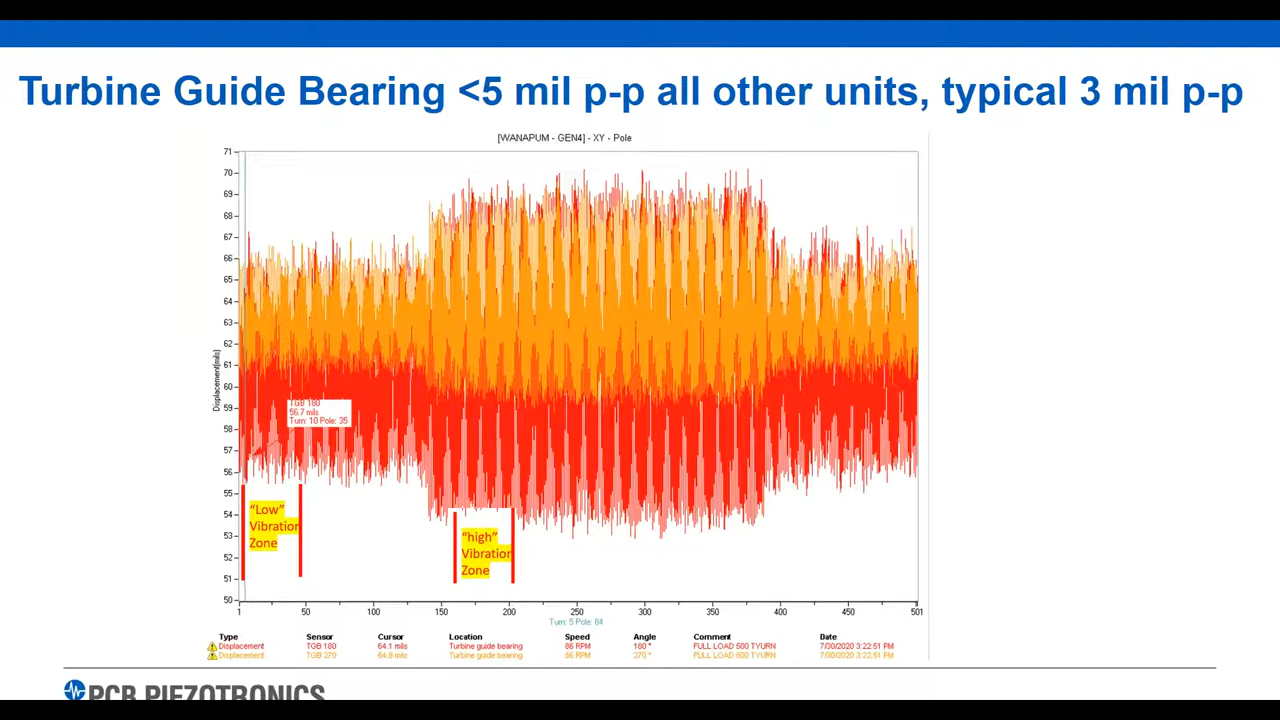 Turbine Guide Bearing <5 mil p-p all other units, typical 3 mil p-p
[WANAPUM - GEN4] - XY - Pole
71
70
69
68
67
66
65
64
63
62
61
60
59
58
57
56
55
54
53
52
51
50
Displacement[mils]
TGB 180
56.7 mils
Turn: 10 Pole: 35
"Low"
Vibration
Zone
"high"
Vibration
Zone
1 50 100 150 200 250 300 350 400 450 501
Turn: 5 Pole: 84
Type Sensor Cursor Location Speed Angle Comment Date
Displacement TGB 180 64.1 mils Turbine guide bearing 86 RPM 180 ° FULL LOAD 500 TYURN 7/30/2020 3:22:51 PM
Displacement TGB 270 64.8 mils Turbine guide bearing 86 RPM 270 ° FULL LOAD 500 TYURN 7/30/2020 3:22:51 PM
PCB PIEZOTRONICS